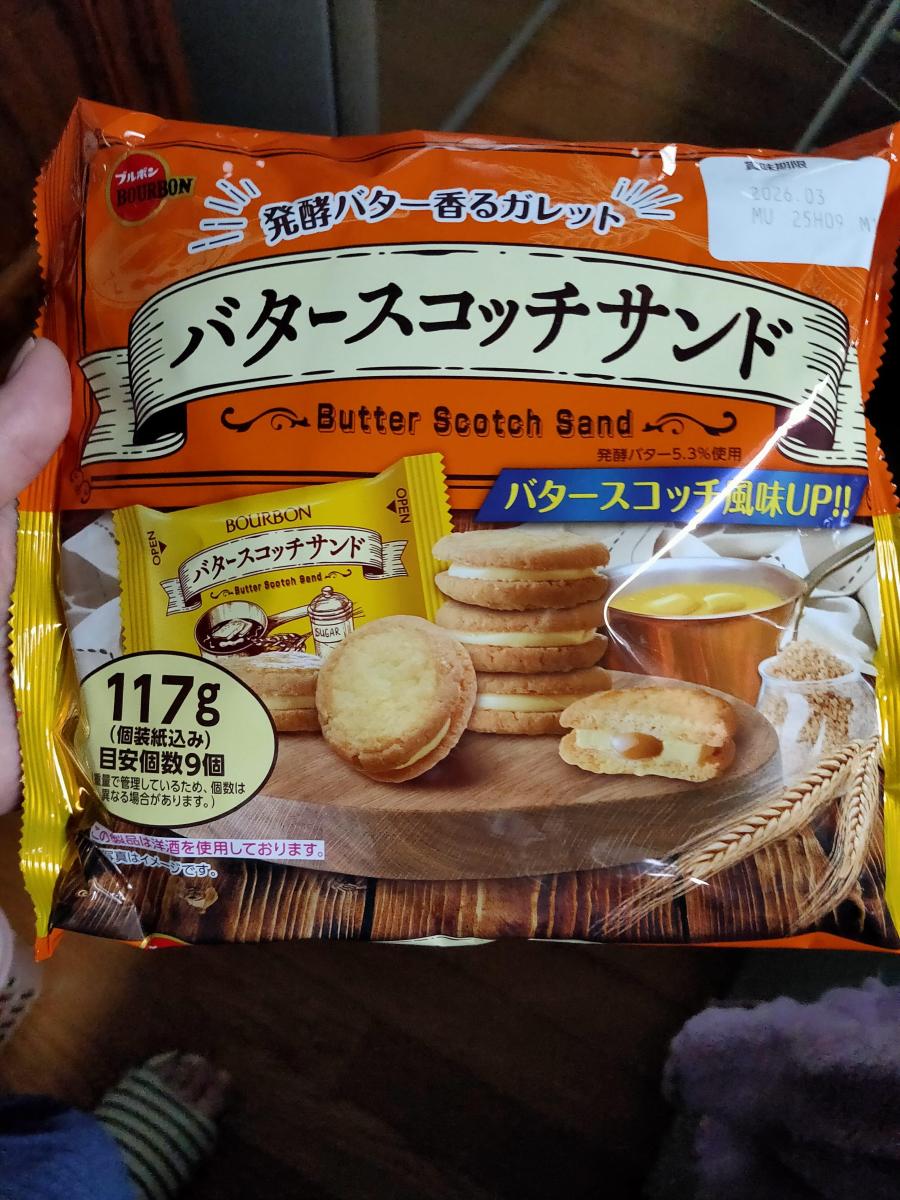 ブルボン
BOURBON
発酵バター香るガレット
賞味期限
2026.03
MU 25H09 M
バタースコッチサンド
Butter Scotch Sand
発酵バター5.3%使用
バタースコッチ風味UP!!
OPEN
BOURBON
OPEN
バタースコッチサンド
Butter Scotch Sand
SUGAR
117g
(個装紙込み)
目安個数9個
重量で管理しているため、個数は
異なる場合があります。)
この製品は洋酒を使用しております。
写真はイメージです。